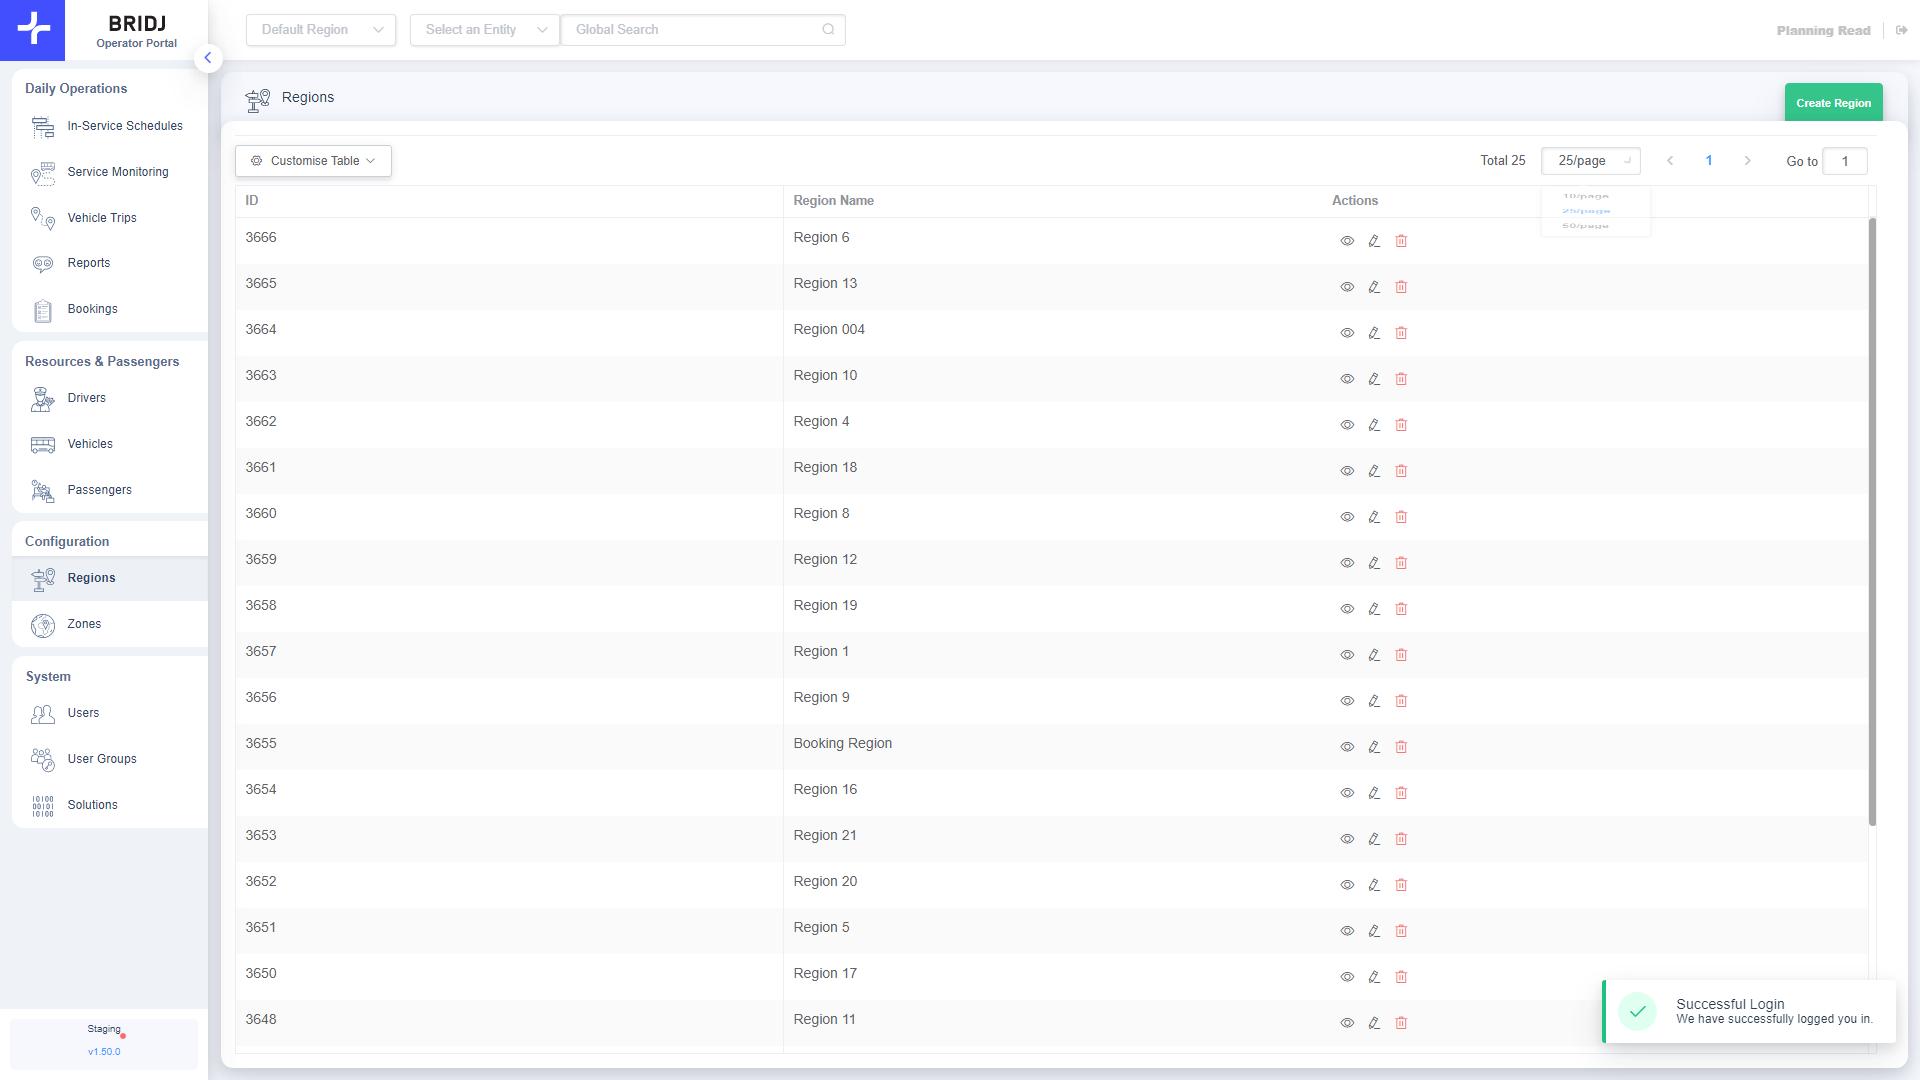 BRIDJ
Operator Portal
Default Region
Select an Entity
Global Search
Planning Read
Daily Operations
In-Service Schedules
Service Monitoring
Vehicle Trips
Reports
Bookings
Resources & Passengers
Drivers
Vehicles
Passengers
Configuration
Regions
Zones
System
Users
User Groups
10100
00101
10100
Solutions
Staging
v1.50.0
Regions
Create Region
Customise Table
Total 25
25/page
1
Go to
1
10/page
25/page
50/page
ID Region Name Actions
3666 Region 6
3665 Region 13
3664 Region 004
3663 Region 10
3662 Region 4
3661 Region 18
3660 Region 8
3659 Region 12
3658 Region 19
3657 Region 1
3656 Region 9
3655 Booking Region
3654 Region 16
3653 Region 21
3652 Region 20
3651 Region 5
3650 Region 17
3648 Region 11
Successful Login
We have successfully logged you in.